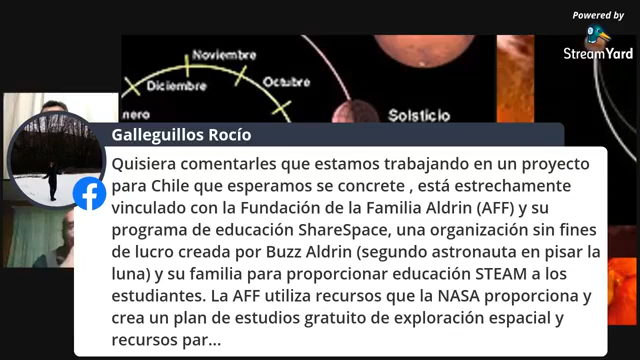 Powered by
StreamYard
Noviembre
Diciembre
Octubre
nero
Solsticio
Galleguillos Rocío
Quisiera comentarles que estamos trabajando en un proyecto
para Chile que esperamos se concrete , está estrechamente
vinculado con la Fundación de la Familia Aldrin (AFF) y su
programa de educación ShareSpace, una organización sin fines
de lucro creada por Buzz Aldrin (segundo astronauta en pisar la
luna) y su familia para proporcionar educación STEAM a los
estudiantes. La AFF utiliza recursos que la NASA proporciona y
crea un plan de estudios gratuito de exploración espacial y
recursos par...